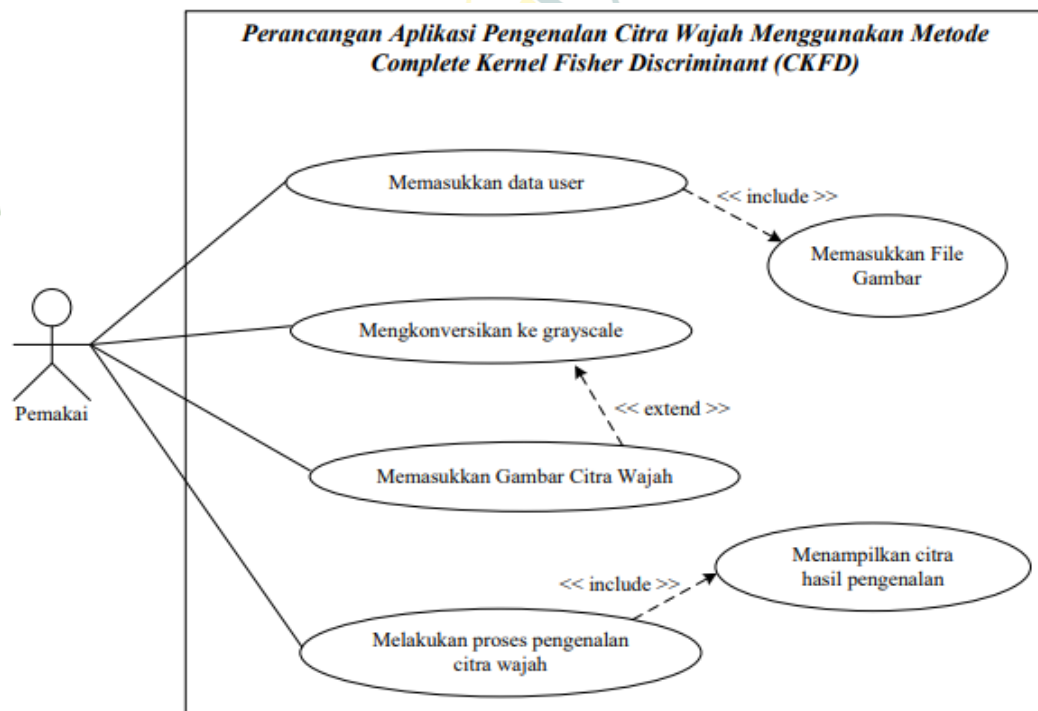 Perancangan Aplikasi Pengenalan Citra Wajah Menggunakan Metode
Complete Kernel Fisher Discriminant (CKFD)
Memasukkan data user
<< include >>
Memasukkan File
Gambar
Mengkonversikan ke grayscale
<< extend >>
Pemakai
Memasukkan Gambar Citra Wajah
Menampilkan citra
hasil pengenalan
<< include >>
Melakukan proses pengenalan
citra wajah